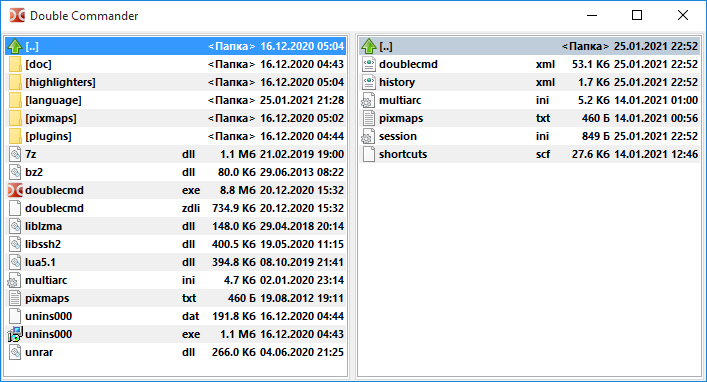 Double Commander
[..] <Папка> 16.12.2020 05:04
[doc] <Папка> 16.12.2020 04:43
[highlighters] <Папка> 16.12.2020 05:04
[language] <Папка> 25.01.2021 21:28
[pixmaps] <Папка> 16.12.2020 05:02
[plugins] <Папка> 16.12.2020 04:44
7z dll 1.1 Мб 21.02.2019 19:00
bz2 dll 80.0 Кб 29.06.2013 08:22
doublecmd exe 8.8 Мб 20.12.2020 15:32
doublecmd zdli 734.9 Кб 20.12.2020 15:32
liblzma dll 148.0 Кб 29.04.2018 20:14
libssh2 dll 400.5 Кб 19.05.2020 11:15
lua5.1 dll 394.8 Кб 08.10.2019 21:41
multiarc ini 4.7 Кб 02.01.2020 23:14
pixmaps txt 460 Б 19.08.2012 19:11
unins000 dat 191.8 Кб 16.12.2020 04:44
unins000 exe 1.1 Мб 16.12.2020 04:43
unrar dll 266.0 Кб 04.06.2020 21:25
[..] <Папка> 25.01.2021 22:52
doublecmd xml 53.1 Кб 25.01.2021 22:52
history xml 1.7 Кб 25.01.2021 22:52
multiarc ini 5.2 Кб 14.01.2021 01:00
pixmaps txt 460 Б 14.01.2021 00:56
session ini 849 Б 25.01.2021 22:52
shortcuts scf 27.6 Кб 14.01.2021 12:46